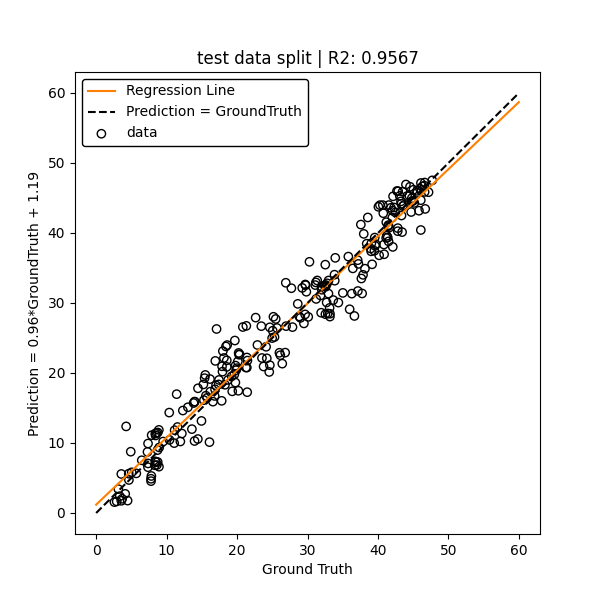 test data split | R2: 0.9567
Regression Line
Prediction = GroundTruth
data
Prediction = 0.96*GroundTruth + 1.19
60
50
40
30
20
10
0
0 10 20 30 40 50 60
Ground Truth